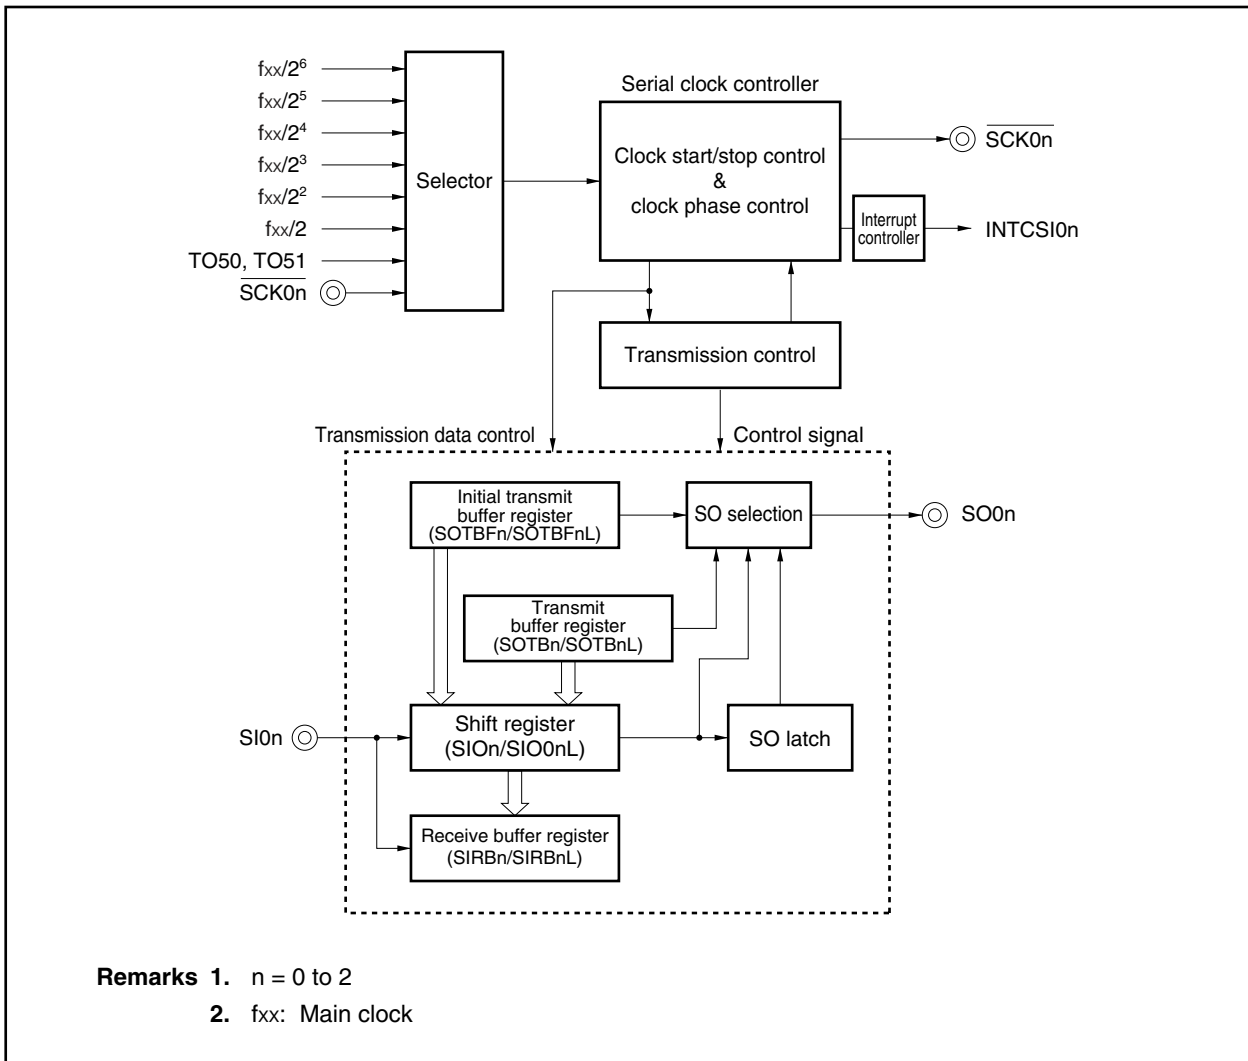 fxx/2⁶
fxx/2⁵
fxx/2⁴
fxx/2³
fxx/2²
fxx/2
TO50, TO51
SCK0n
Selector
Serial clock controller
Clock start/stop control
&
clock phase control
SCK0n
Interrupt
controller
INTCSI0n
Transmission control
Transmission data control
Control signal
Initial transmit
buffer register
(SOTBFn/SOTBFnL)
SO selection
SO0n
Transmit
buffer register
(SOTBn/SOTBnL)
SI0n
Shift register
(SIOn/SIO0nL)
SO latch
Receive buffer register
(SIRBn/SIRBnL)
Remarks 1. n = 0 to 2
2. fxx: Main clock